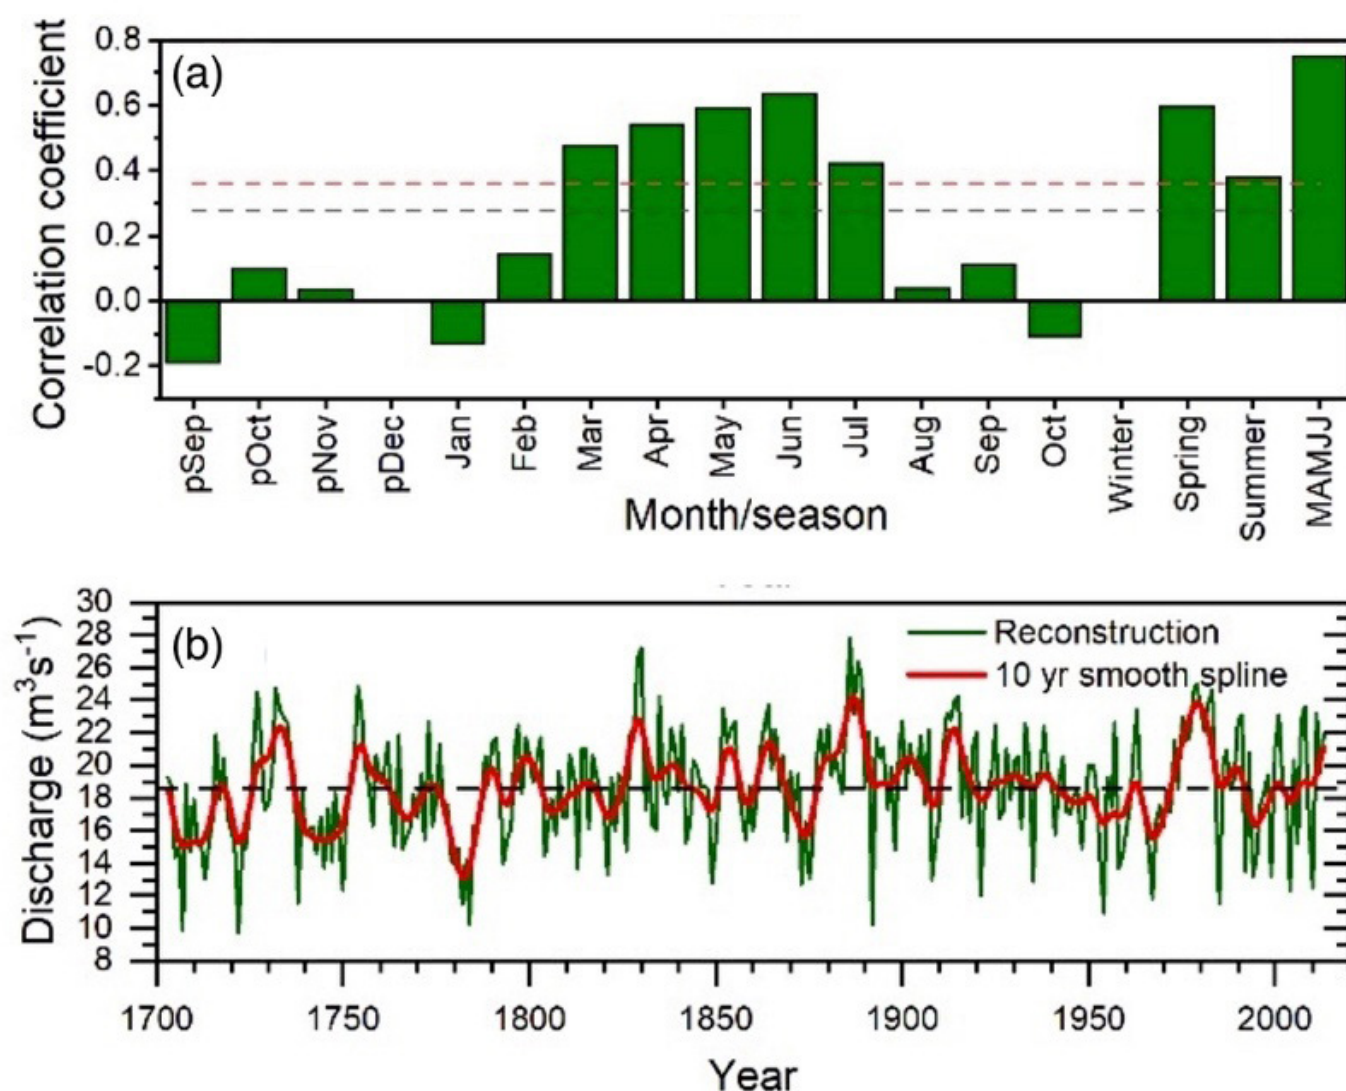 0.8
(a)
0.6
0.4
0.2
0.0
-0.2
Correlation coefficient
pSep pOct pNov pDec Jan Feb Mar Apr May Jun Jul Aug Sep Oct Winter Spring Summer MAMJJ
Month/season
30
(b)
28
26
24
22
20
18
16
14
12
10
8
Discharge (m³s⁻¹)
Reconstruction
10 yr smooth spline
1700 1750 1800 1850 1900 1950 2000
Year